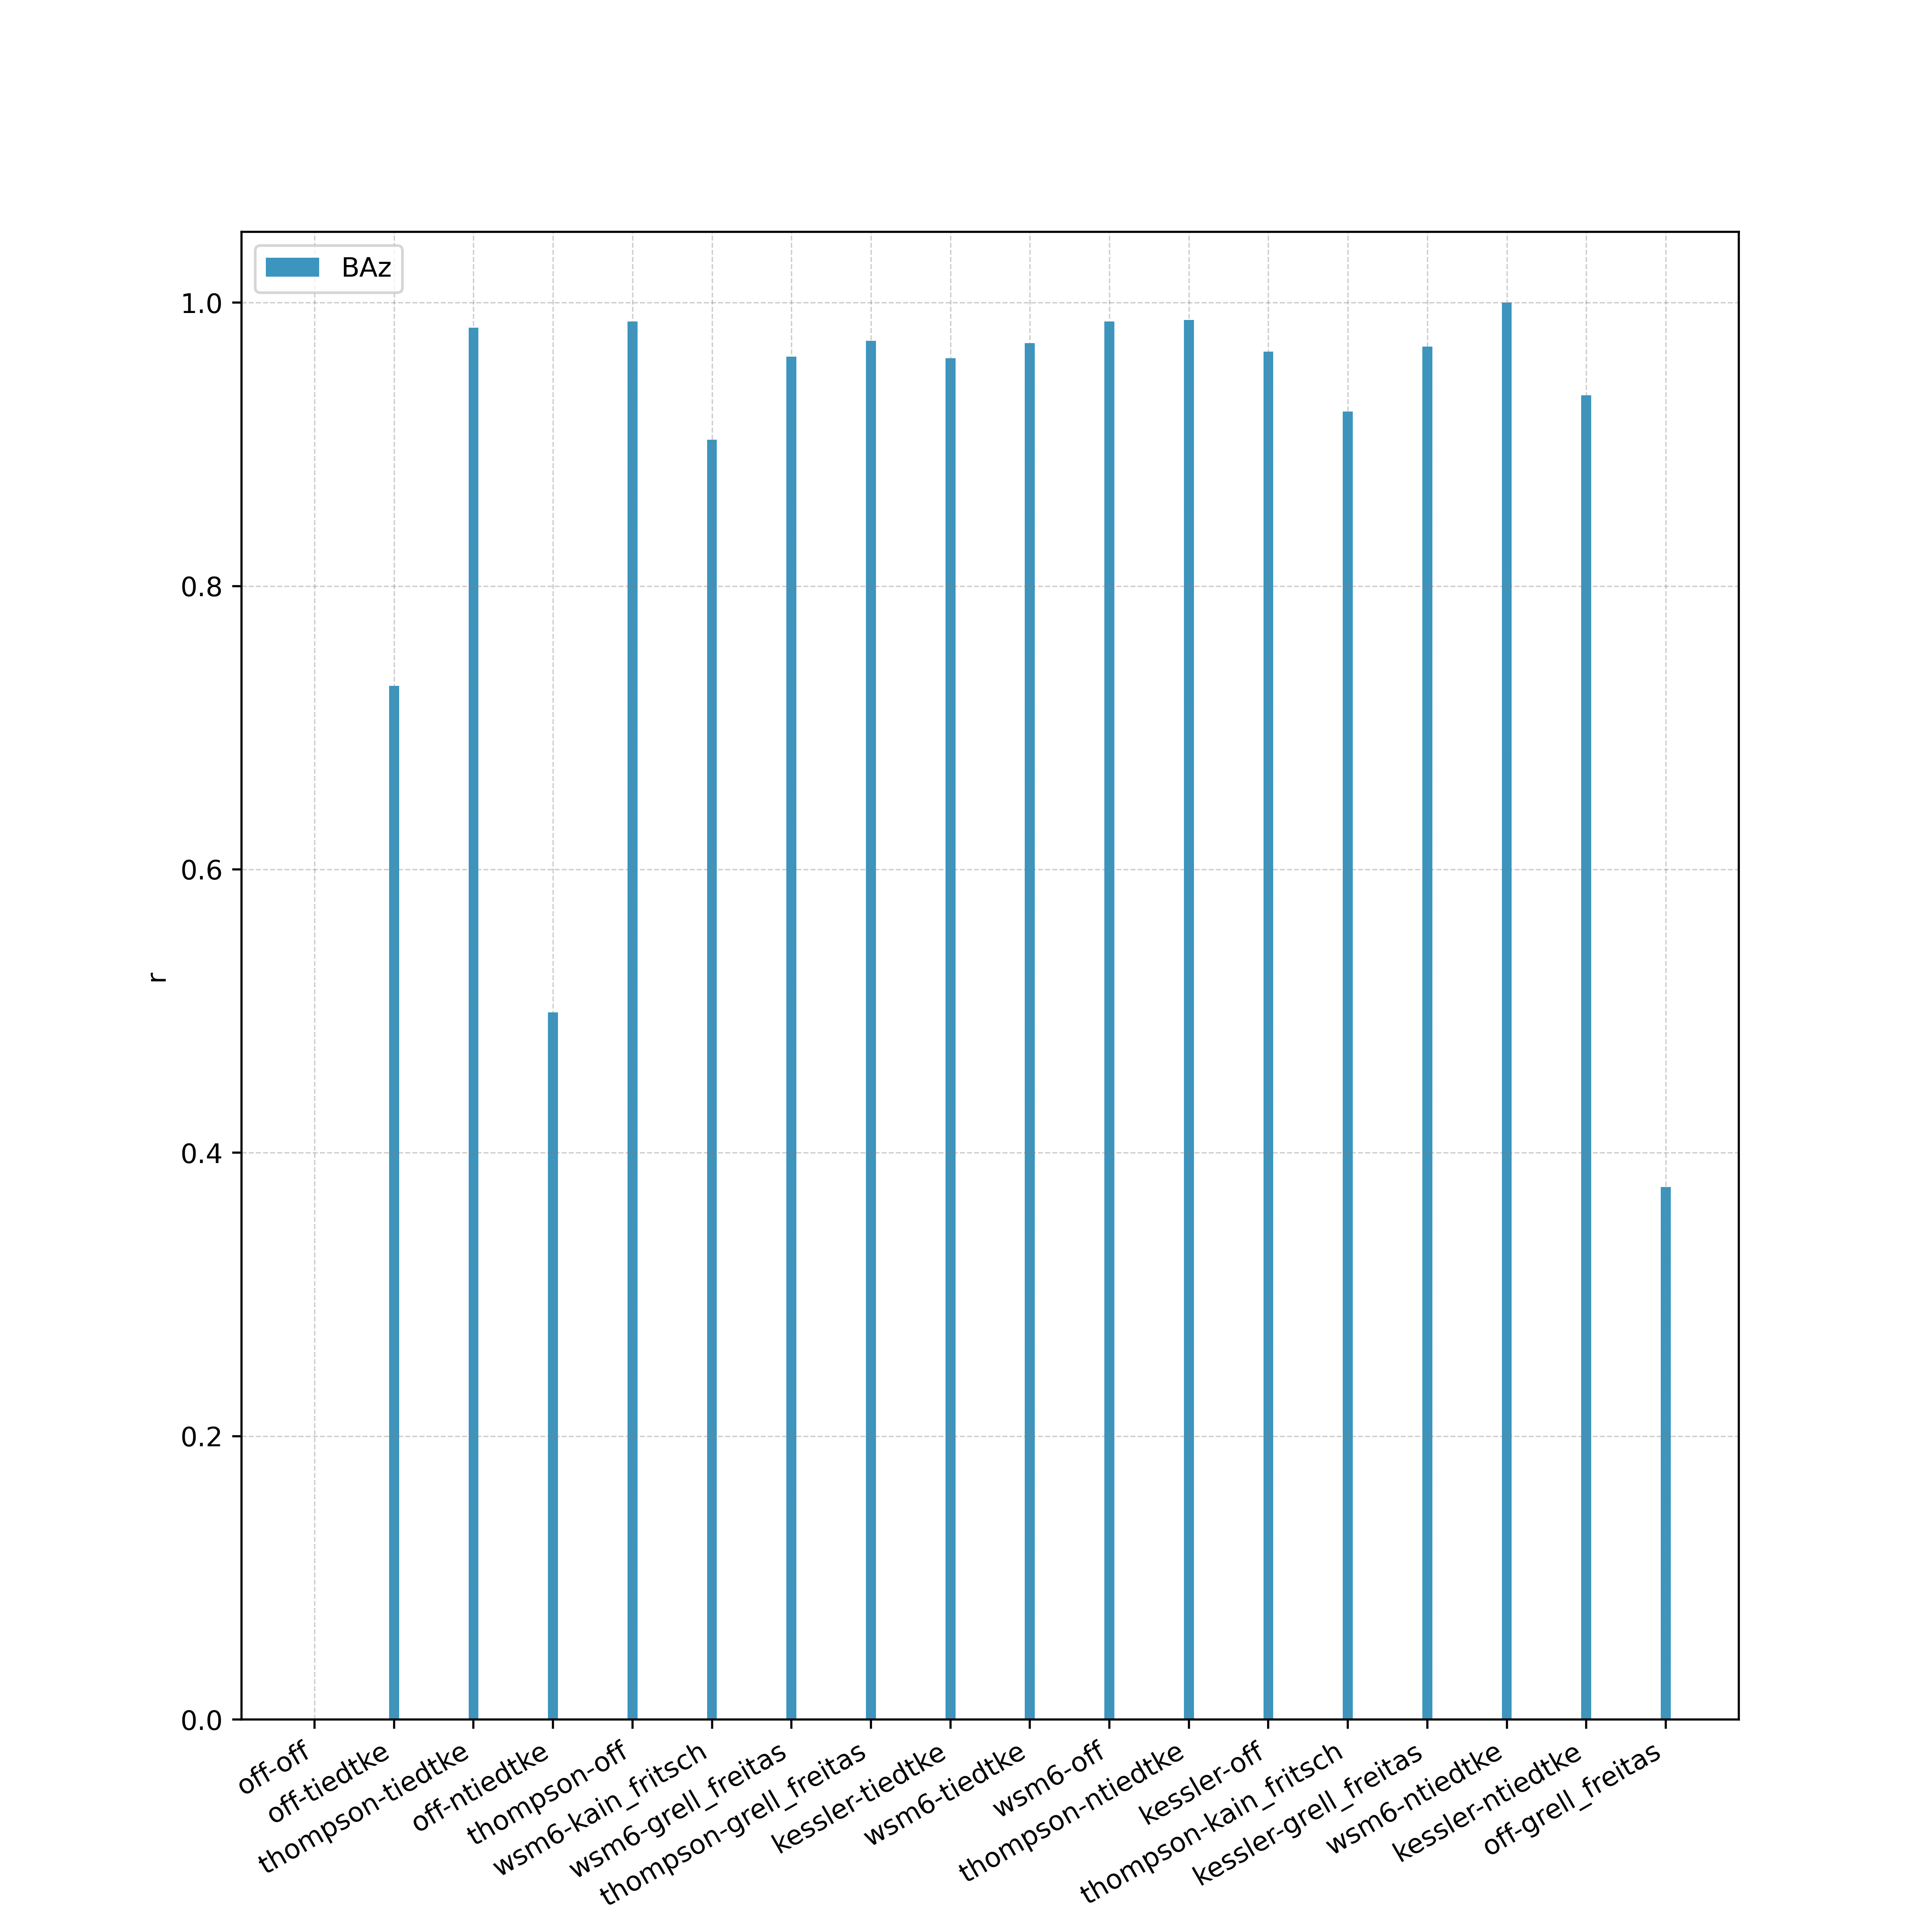 BAz
1.0
0.8
0.6
0.4
0.2
0.0
r
off-off
off-tiedtke
thompson-tiedtke
off-ntiedtke
thompson-off
wsm6-kain_fritsch
wsm6-grell_freitas
thompson-grell_freitas
kessler-tiedtke
wsm6-tiedtke
wsm6-off
thompson-ntiedtke
kessler-off
thompson-kain_fritsch
kessler-grell_freitas
wsm6-ntiedtke
kessler-ntiedtke
off-grell_freitas